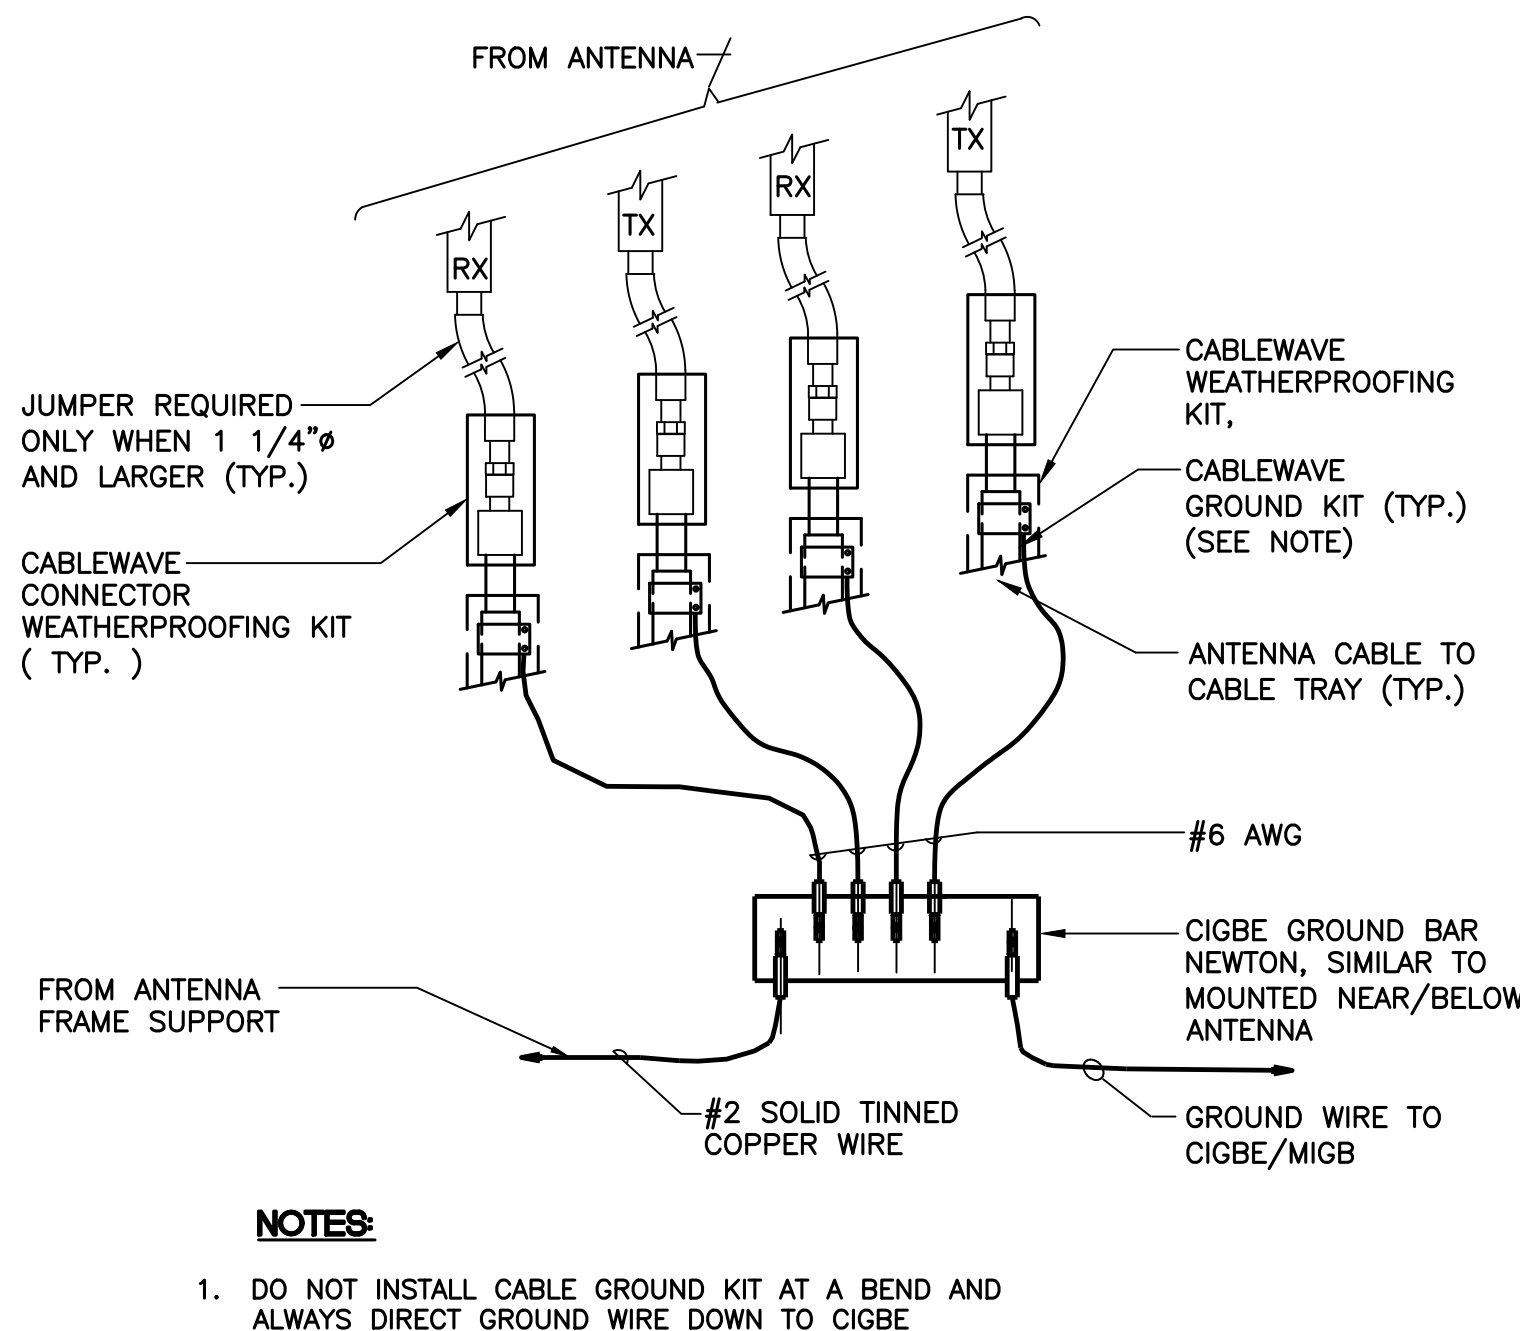 FROM ANTENNA
TX
RX
TX
RX
JUMPER REQUIRED
ONLY WHEN 1 1/4"ø
AND LARGER (TYP.)
CABLEWAVE
CONNECTOR
WEATHERPROOFING KIT
( TYP. )
CABLEWAVE
WEATHERPROOFING
KIT,
CABLEWAVE
GROUND KIT (TYP.)
(SEE NOTE)
ANTENNA CABLE TO
CABLE TRAY (TYP.)
#6 AWG
CIGBE GROUND BAR
NEWTON, SIMILAR TO
MOUNTED NEAR/BELOW
ANTENNA
FROM ANTENNA
FRAME SUPPORT
#2 SOLID TINNED
COPPER WIRE
GROUND WIRE TO
CIGBE/MIGB
NOTES:
1. DO NOT INSTALL CABLE GROUND KIT AT A BEND AND
ALWAYS DIRECT GROUND WIRE DOWN TO CIGBE